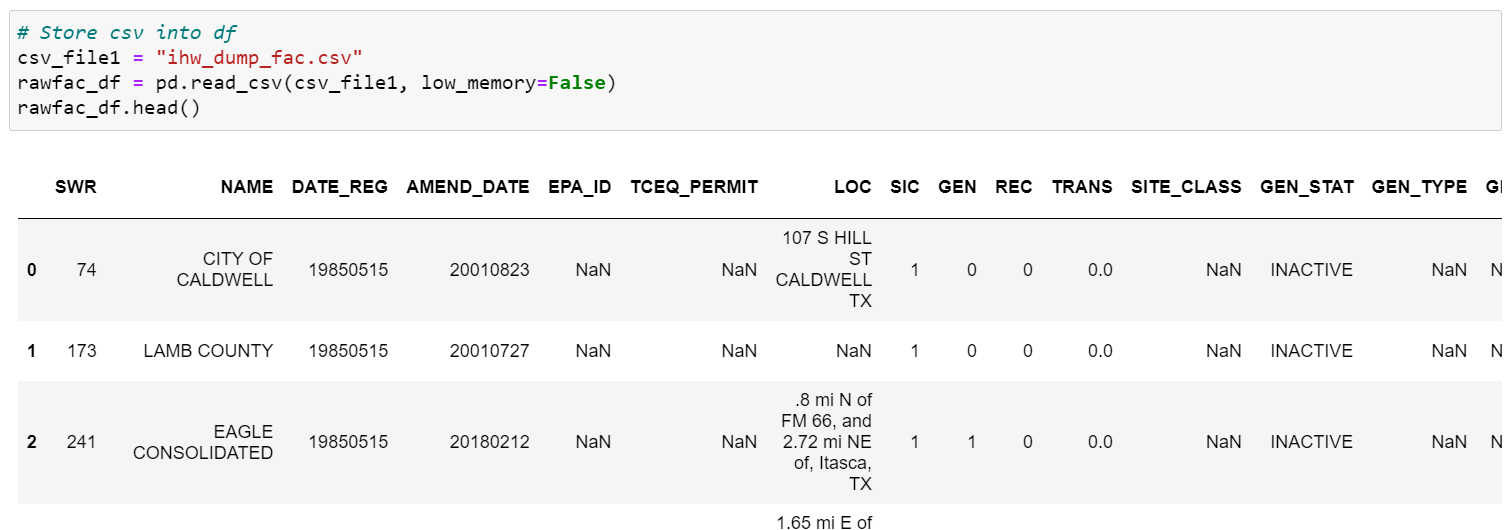 # Store csv into df
csv_file1 = "ihw_dump_fac.csv"
rawfac_df = pd.read_csv(csv_file1, low_memory=False)
rawfac_df.head()
SWR NAME DATE_REG AMEND_DATE EPA_ID TCEQ_PERMIT LOC SIC GEN REC TRANS SITE_CLASS GEN_STAT GEN_TYPE
107 S HILL
CITY OF ST
0 74 19850515 20010823 NaN NaN 1 0 0 0.0 NaN INACTIVE NaN N
CALDWELL CALDWELL
TX
1 173 LAMB COUNTY 19850515 20010727 NaN NaN NaN 1 0 0 0.0 NaN INACTIVE NaN N
.8 mi N of
EAGLE FM 66, and
2 241 19850515 20180212 NaN NaN 2.72 mi NE 1 1 0 0.0 NaN INACTIVE NaN N
CONSOLIDATED of, Itasca,
TX
1.65 mi E of